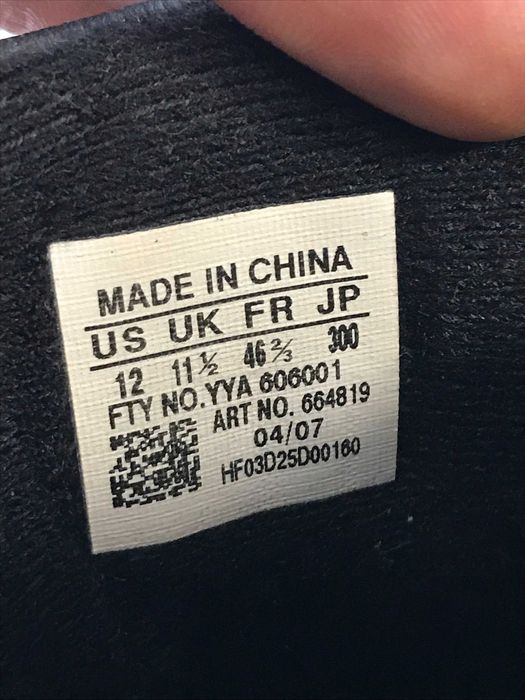 MADE IN CHINA
US UK FR JP
12 11½ 46⅔ 300
FTY NO.YYA 606001
ART NO. 664819
04/07
HF03D25D00160